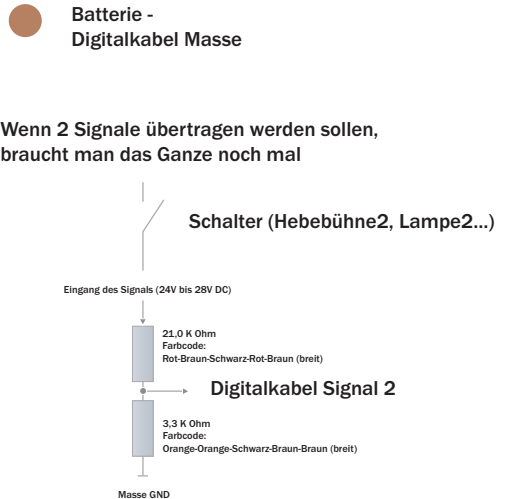 Batterie -
Digitalkabel Masse
Wenn 2 Signale übertragen werden sollen,
braucht man das Ganze noch mal
Schalter (Hebebühne2, Lampe2...)
Eingang des Signals (24V bis 28V DC)
21,0 K Ohm
Farbcode:
Rot-Braun-Schwarz-Rot-Braun (breit)
Digitalkabel Signal 2
3,3 K Ohm
Farbcode:
Orange-Orange-Schwarz-Braun-Braun (breit)
Masse GND